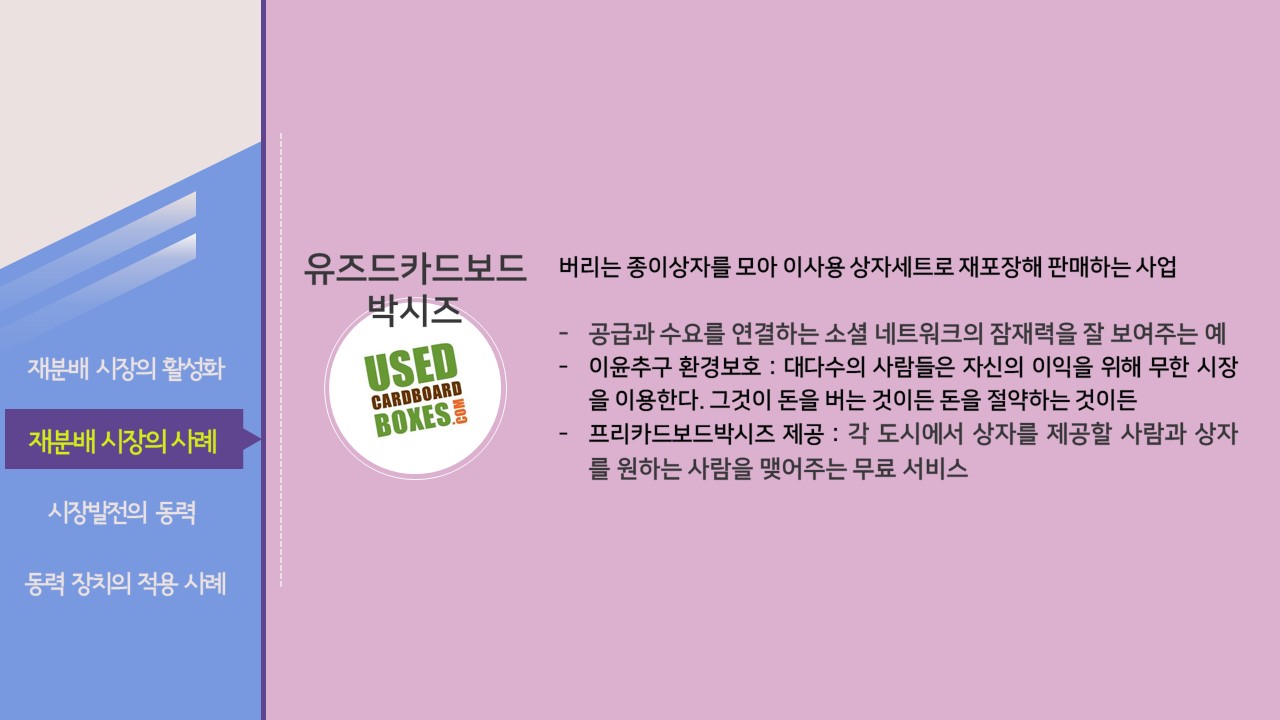 재분배 시장의 활성화
재분배 시장의 사례
시장발전의 동력
동력 장치의 적용 사례
유즈드카드보드
박시즈
USED
CARDBOARD
BOXES.COM
버리는 종이상자를 모아 이사용 상자세트로 재포장해 판매하는 사업
- 공급과 수요를 연결하는 소셜 네트워크의 잠재력을 잘 보여주는 예
- 이윤추구 환경보호 : 대다수의 사람들은 자신의 이익을 위해 무한 시장
을 이용한다. 그것이 돈을 버는 것이든 돈을 절약하는 것이든
- 프리카드보드박시즈 제공 : 각 도시에서 상자를 제공할 사람과 상자
를 원하는 사람을 맺어주는 무료 서비스